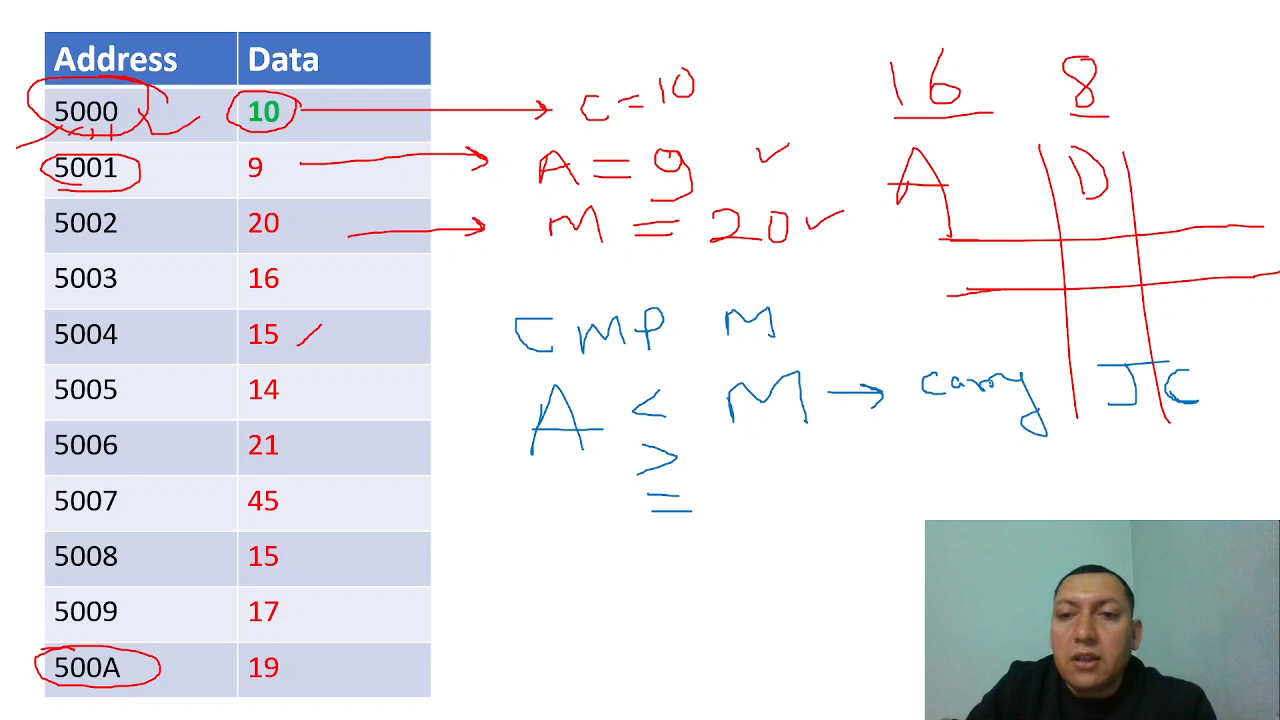 Address Data
5000 10
5001 9
5002 20
5003 16
5004 15
5005 14
5006 21
5007 45
5008 15
5009 17
500A 19
C = 10
A = 9 ✓
M = 20 ✓
16 8
A D
CMP M
A < M → carry JC
>
=